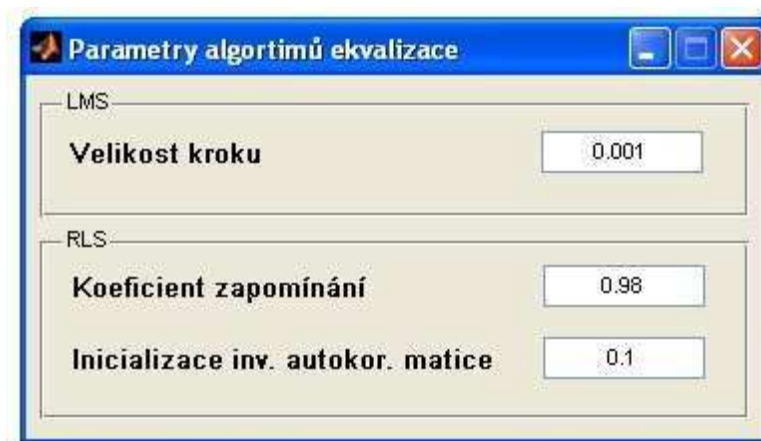 Parametry algortimů ekvalizace
LMS
Velikost kroku 0.001
RLS
Koeficient zapomínání 0.98
Inicializace inv. autokor. matice 0.1